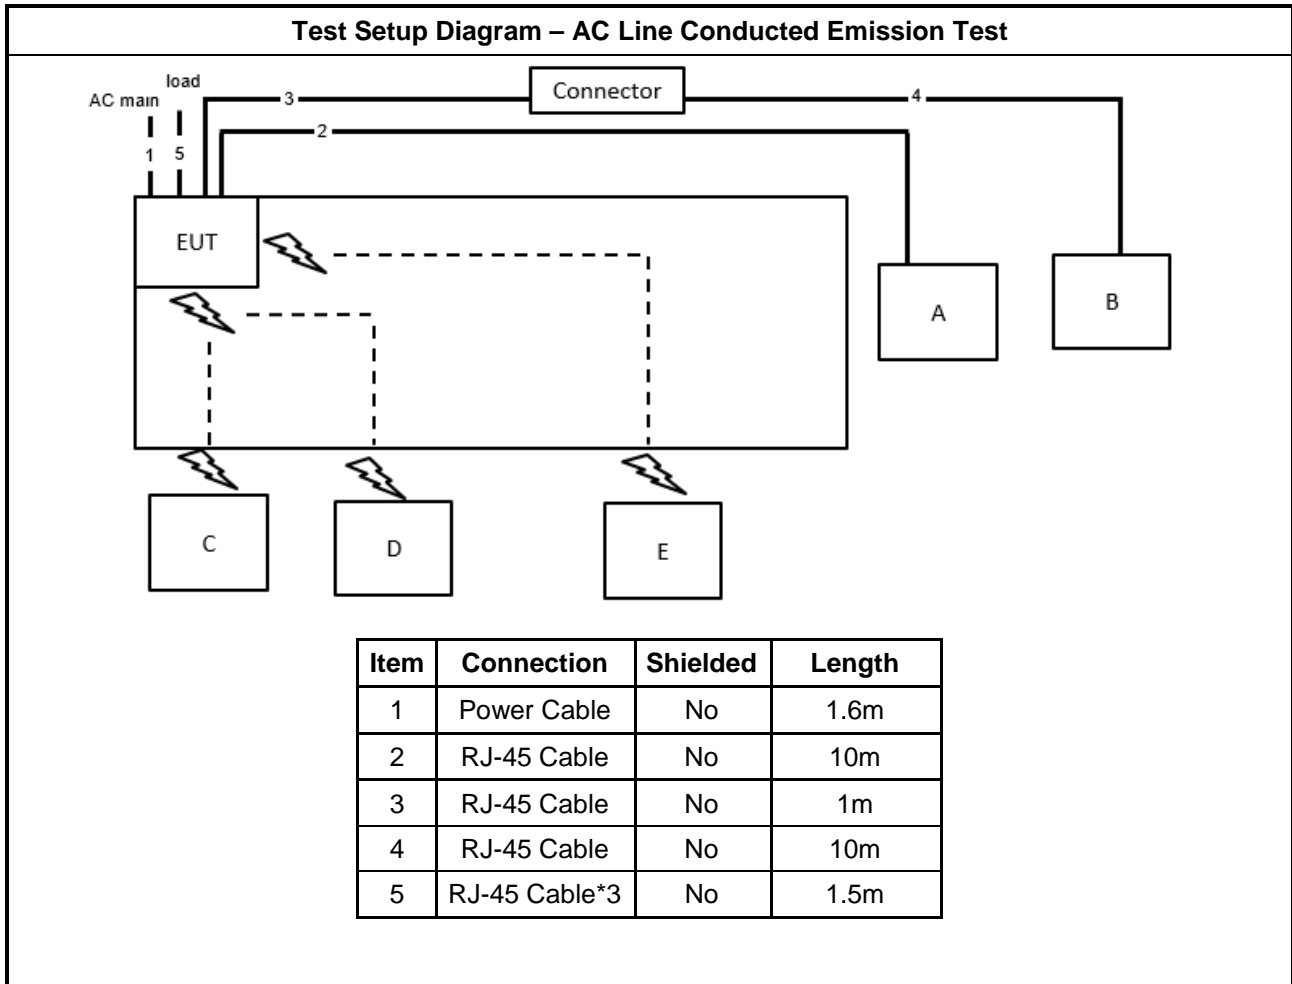 Test Setup Diagram – AC Line Conducted Emission Test
load
AC main
3
Connector
4
2
1
5
EUT
A
B
C
D
E
Item Connection Shielded Length
1 Power Cable No 1.6m
2 RJ-45 Cable No 10m
3 RJ-45 Cable No 1m
4 RJ-45 Cable No 10m
5 RJ-45 Cable*3 No 1.5m